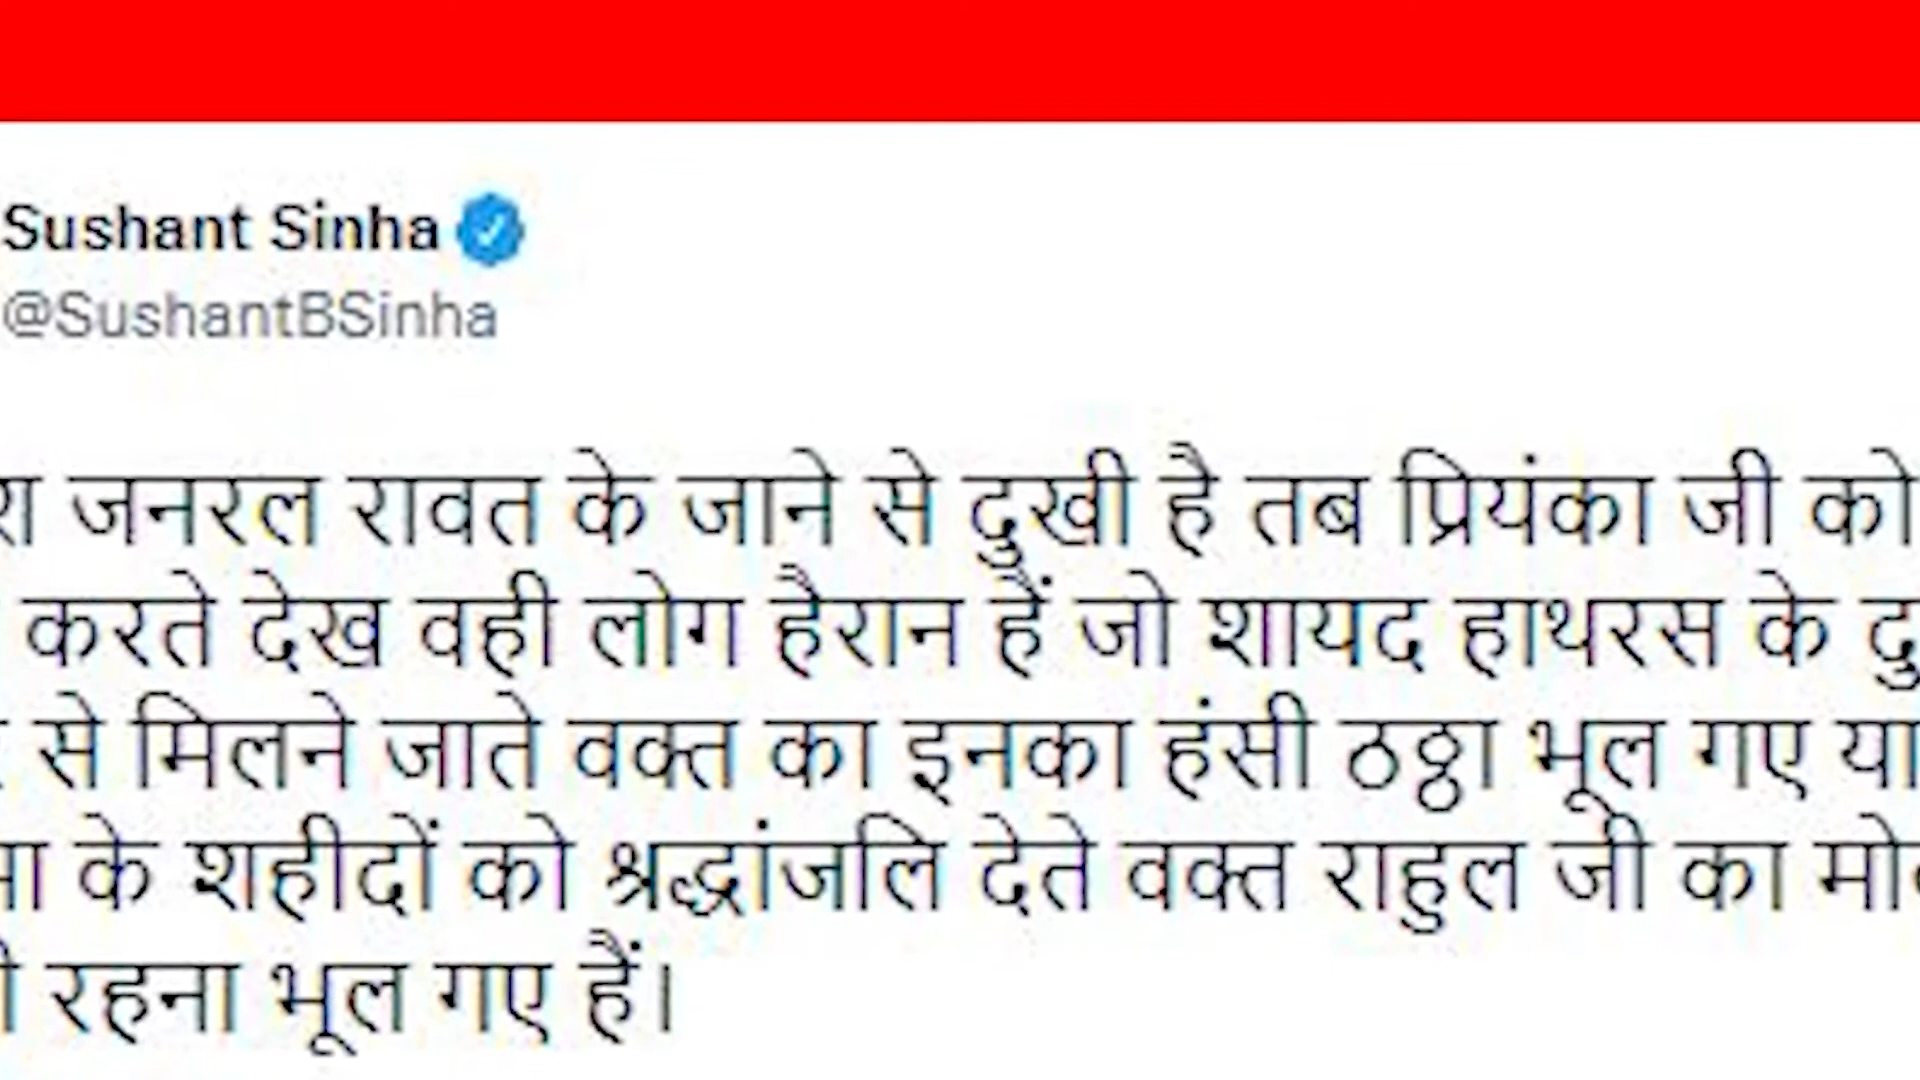 Sushant Sinha
@SushantBSinha
जनरल रावत के जाने से दुखी है तब प्रियंका जी को
करते देख वही लोग हैरान हैं जो शायद हाथरस के
से मिलने जाते वक्त का इनका हंसी ठठ्ठा भूल गए या
के शहीदों को श्रद्धांजलि देते वक्त राहुल जी का
रहना भूल गए हैं।